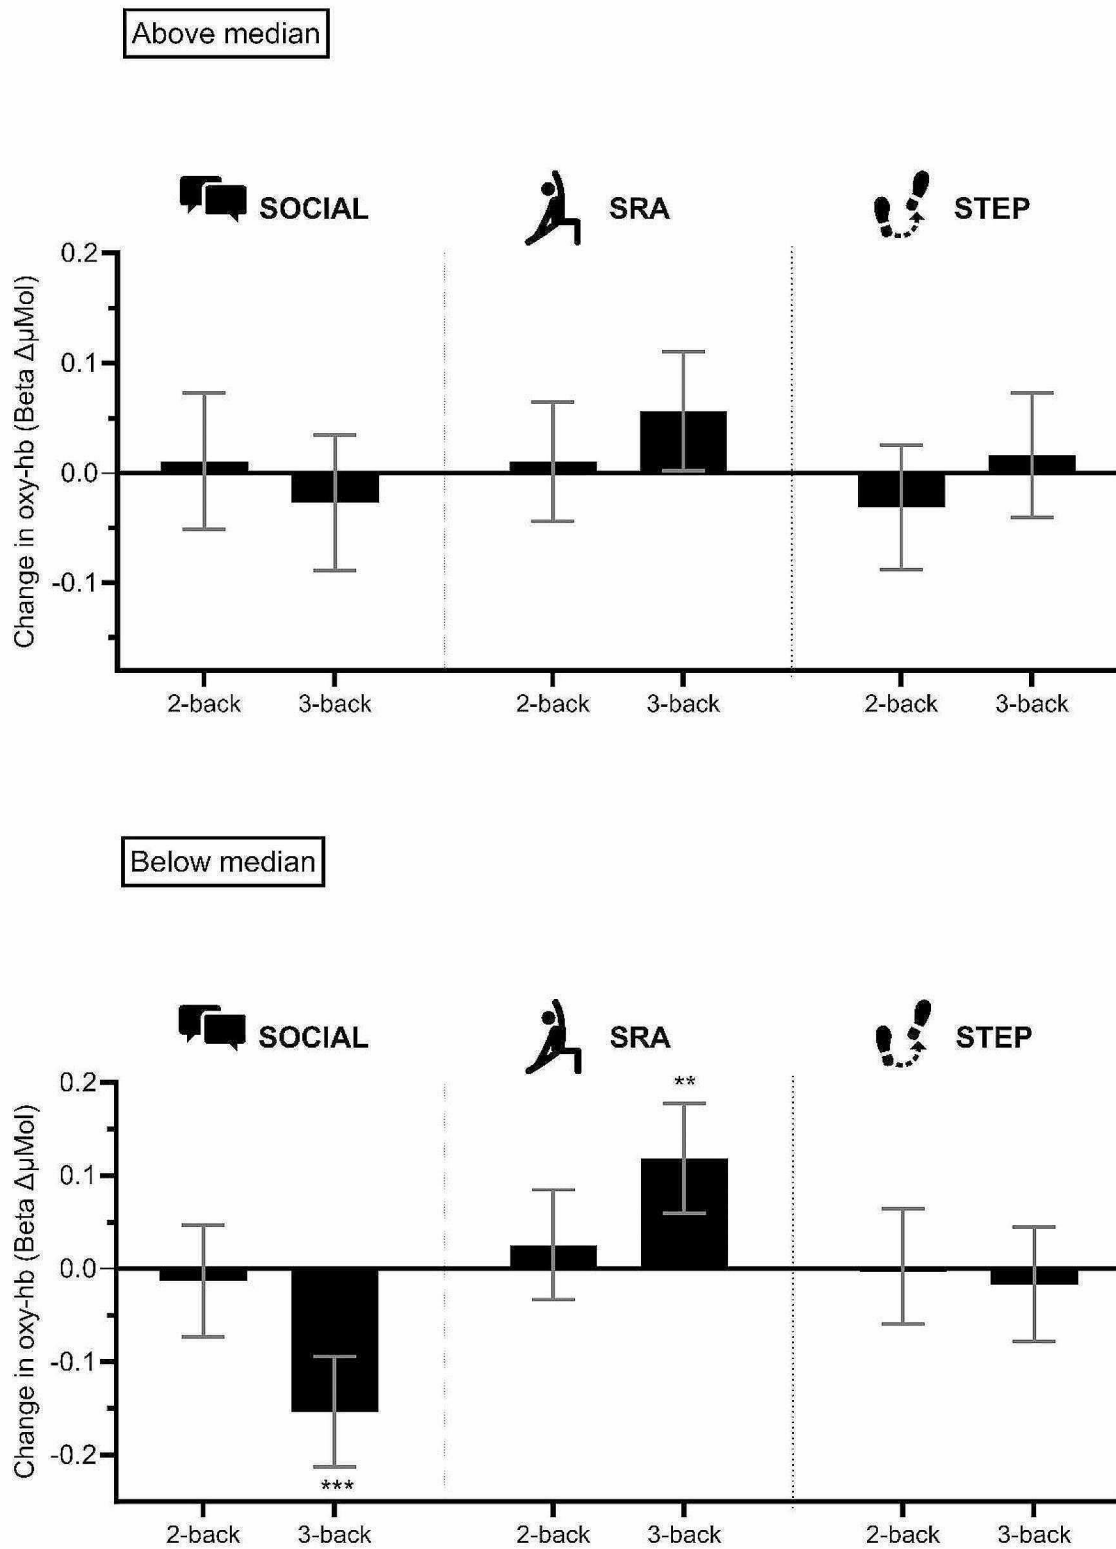 Above median
SOCIAL SRA STEP
Change in oxy-hb (Beta ΔµMol)
0.2
0.1
0.0
-0.1
2-back 3-back 2-back 3-back 2-back 3-back
Below median
SOCIAL SRA STEP
Change in oxy-hb (Beta ΔµMol)
0.2
**
0.1
0.0
-0.1
-0.2
***
2-back 3-back 2-back 3-back 2-back 3-back